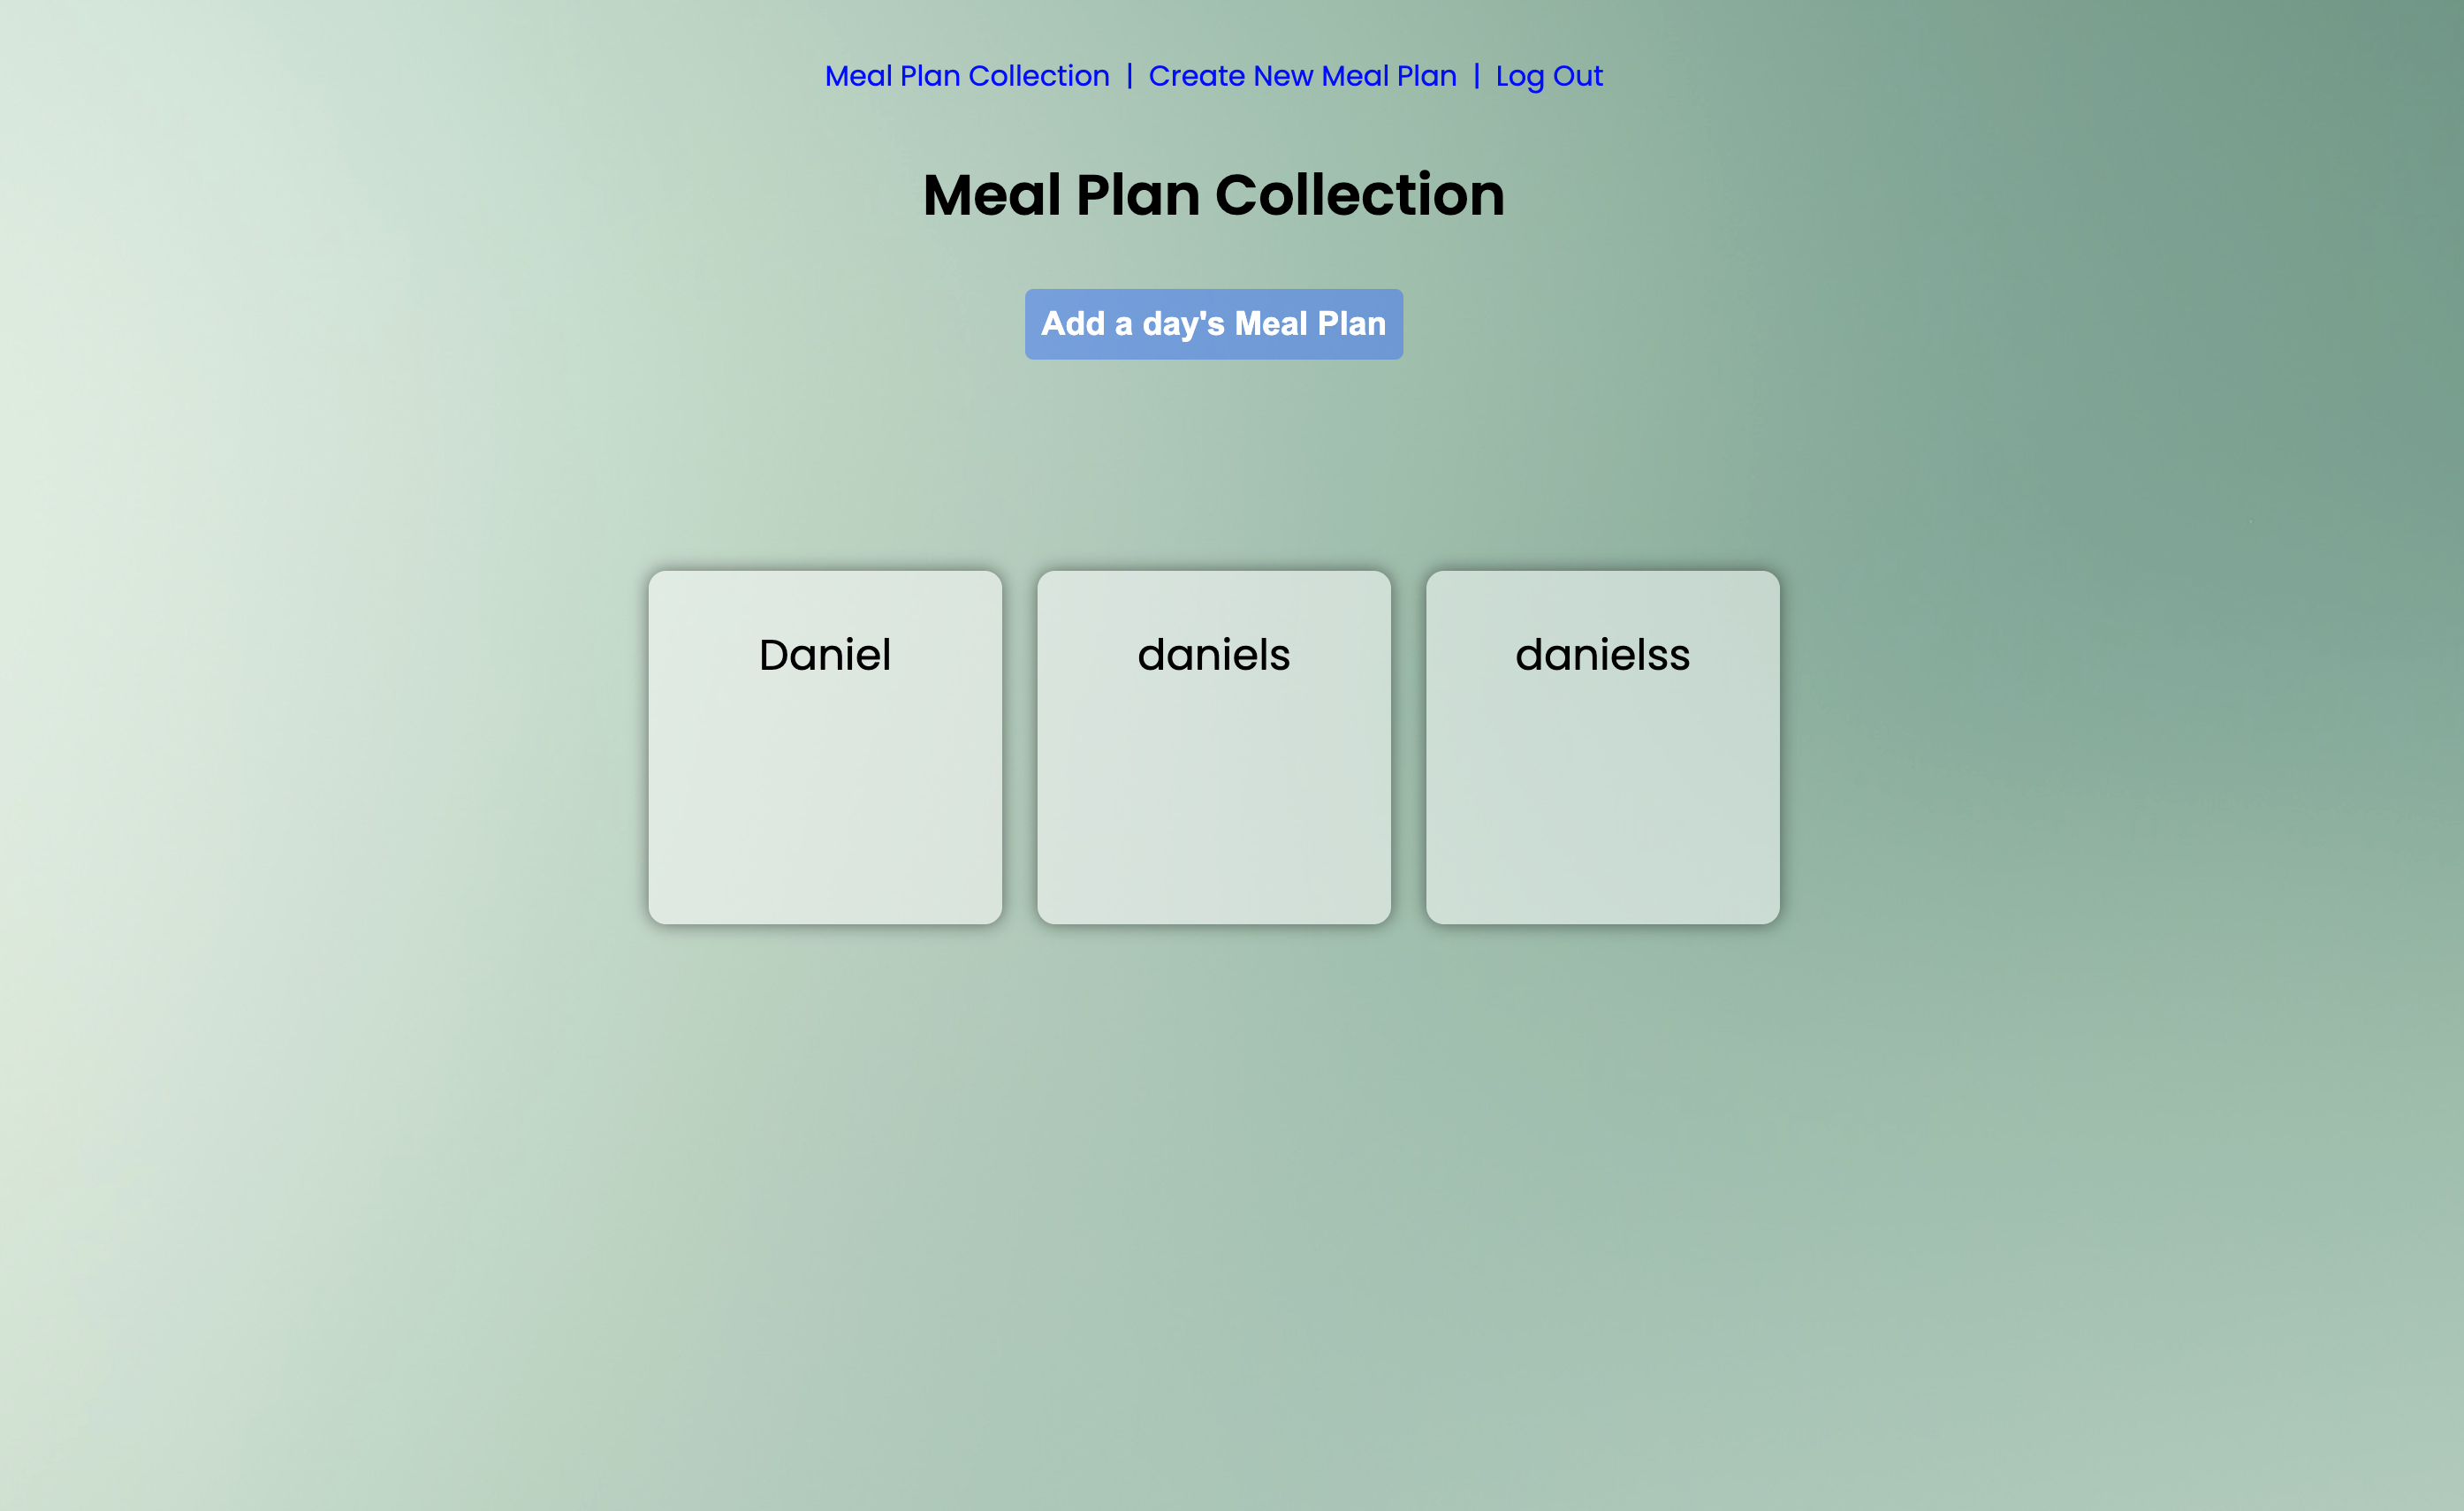 Meal Plan Collection | Create New Meal Plan | Log Out
Meal Plan Collection
Add a day's Meal Plan
Daniel
daniels
danielss